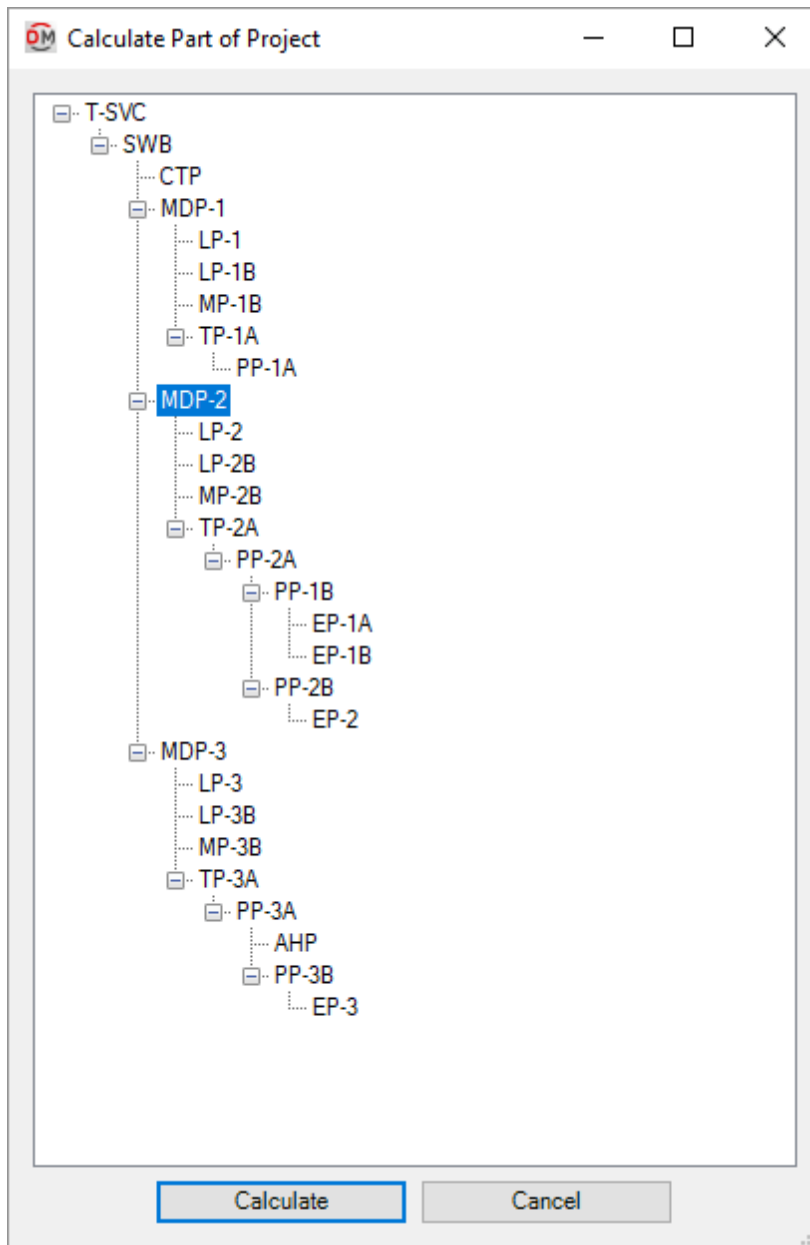 DM Calculate Part of Project
T-SVC
SWB
CTP
MDP-1
LP-1
LP-1B
MP-1B
TP-1A
PP-1A
MDP-2
LP-2
LP-2B
MP-2B
TP-2A
PP-2A
PP-1B
EP-1A
EP-1B
PP-2B
EP-2
MDP-3
LP-3
LP-3B
MP-3B
TP-3A
PP-3A
AHP
PP-3B
EP-3
Calculate Cancel